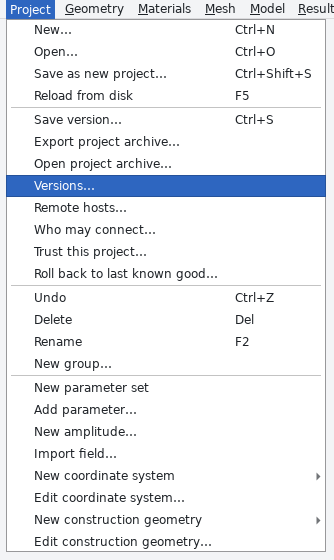 Project Geometry Materials Mesh Model Result
New... Ctrl+N
Open... Ctrl+O
Save as new project... Ctrl+Shift+S
Reload from disk F5
Save version... Ctrl+S
Export project archive...
Open project archive...
Versions...
Remote hosts...
Who may connect...
Trust this project...
Roll back to last known good...
Undo Ctrl+Z
Delete Del
Rename F2
New group...
New parameter set
Add parameter...
New amplitude...
Import field...
New coordinate system
Edit coordinate system...
New construction geometry
Edit construction geometry...